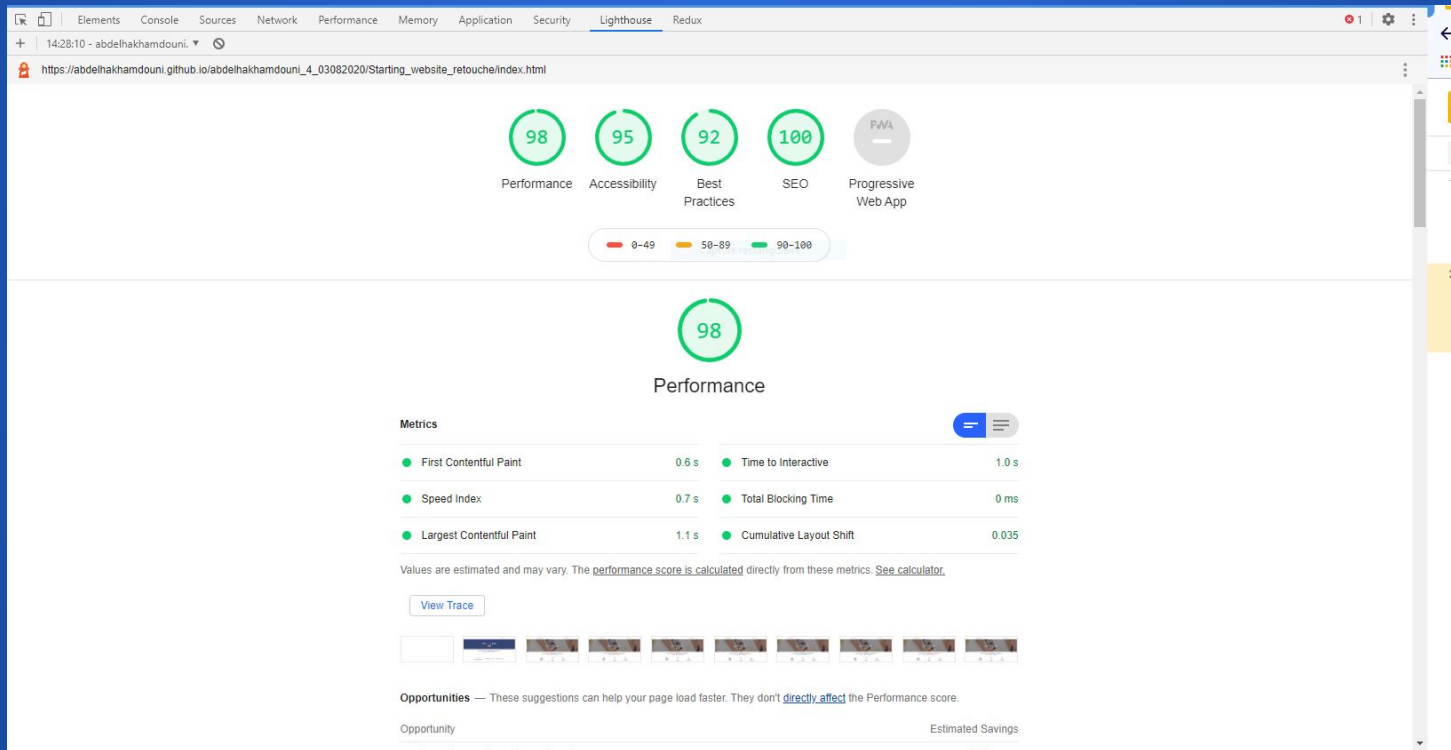 Elements Console Sources Network Performance Memory Application Security Lighthouse Redux 1
14:28:10 - abdelhakhamdouni.
https://abdelhakhamdouni.github.io/abdelhakhamdouni_4_03082020/Starting_website_retouche/index.html
98 95 92 100 PWA
Performance Accessibility Best Practices SEO Progressive Web App
0–49 50–89 90–100
98
Performance
Metrics
First Contentful Paint 0.6 s Time to Interactive 1.0 s
Speed Index 0.7 s Total Blocking Time 0 ms
Largest Contentful Paint 1.1 s Cumulative Layout Shift 0.035
Values are estimated and may vary. The performance score is calculated directly from these metrics. See calculator.
View Trace
Opportunities — These suggestions can help your page load faster. They don't directly affect the Performance score.
Opportunity Estimated Savings